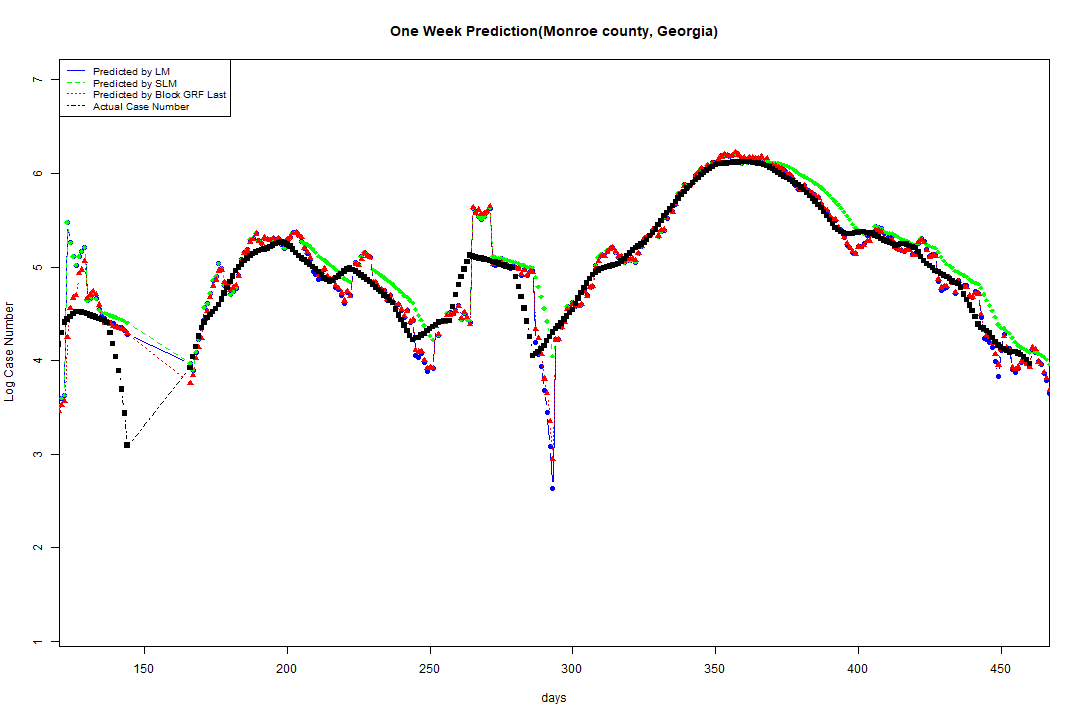 One Week Prediction(Monroe county, Georgia)
Predicted by LM
Predicted by SLM
Predicted by Block GRF Last
Actual Case Number
7
6
5
4
3
2
1
Log Case Number
150 200 250 300 350 400 450
days